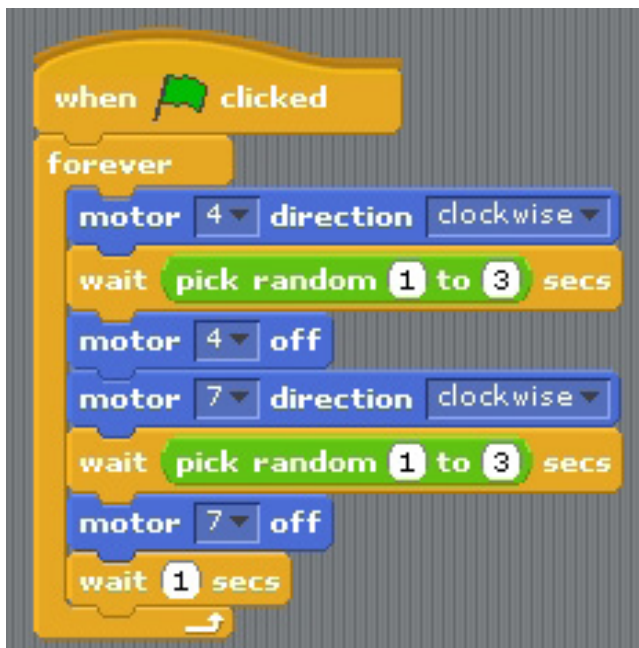 when clicked
forever
motor 4 direction clockwise
wait pick random 1 to 3 secs
motor 4 off
motor 7 direction clockwise
wait pick random 1 to 3 secs
motor 7 off
wait 1 secs